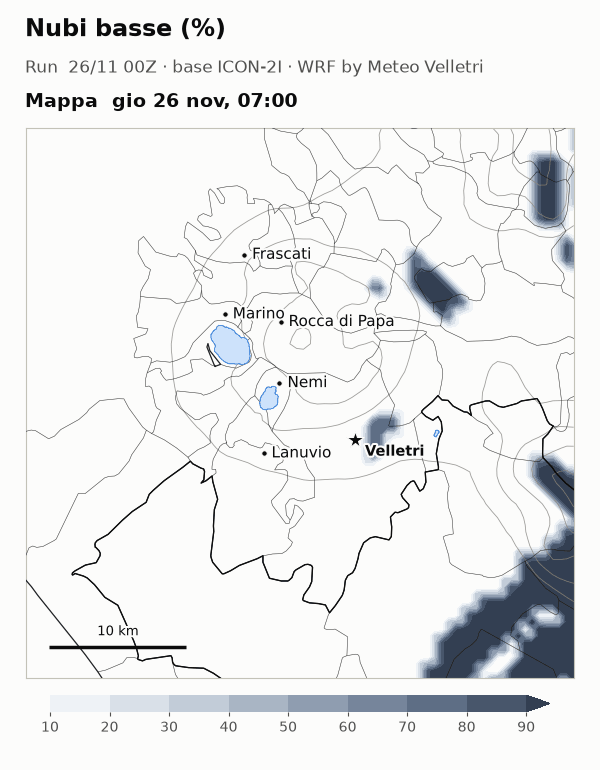 Nubi basse (%)
Run  26/11 00Z · base ICON-2I · WRF by Meteo Velletri
Mappa  gio 26 nov, 07:00
Frascati
Marino
Rocca di Papa
Nemi
Velletri
Lanuvio
10 km
10 20 30 40 50 60 70 80 90